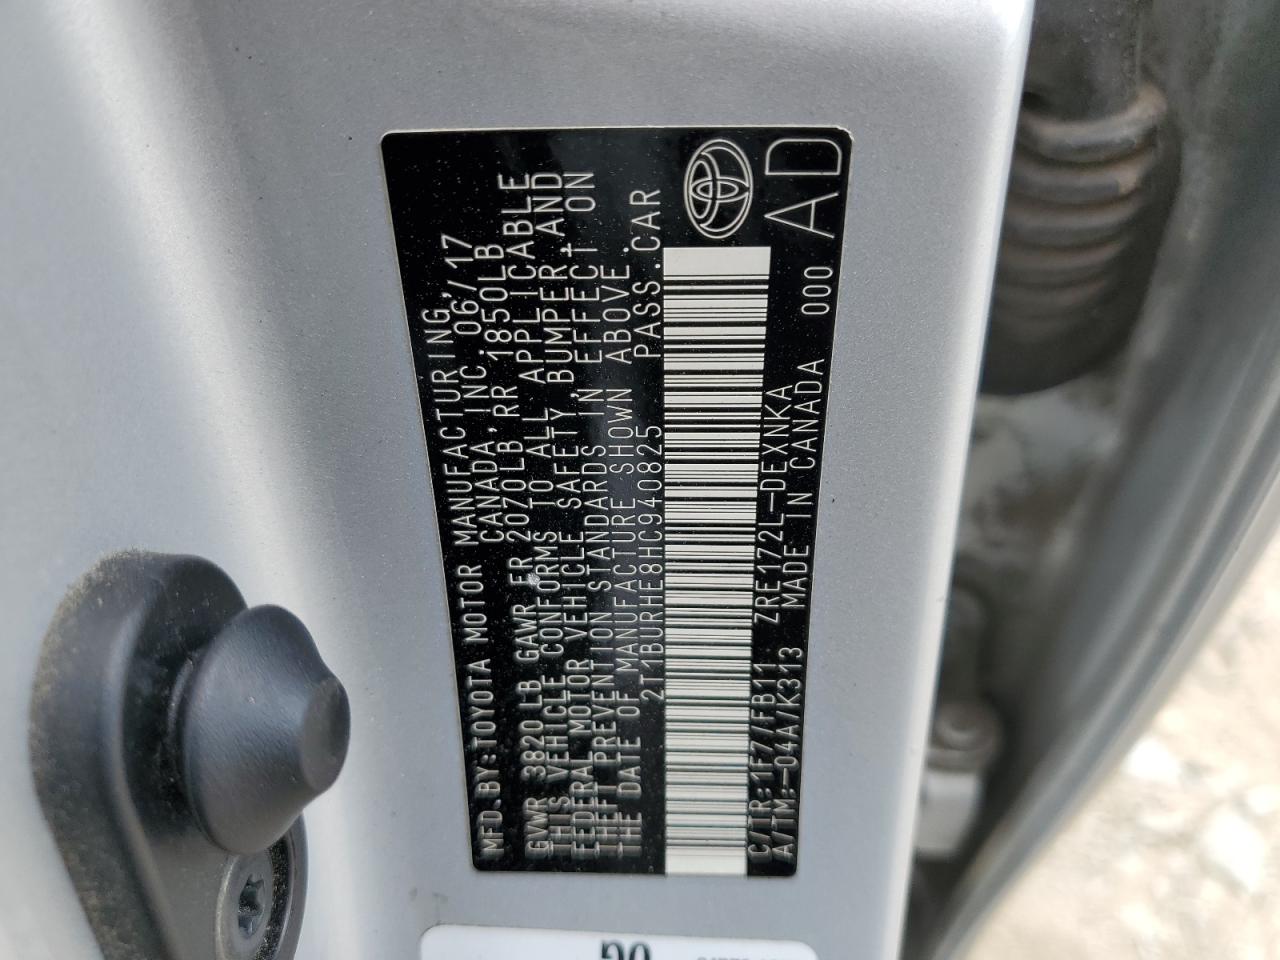 MFD.BY:TOYOTA MOTOR MANUFACTURING,
CANADA, INC. 06/17
GVWR 3820 LB GAWR FR 2070LB, RR 1850LB
THIS VEHICLE CONFORMS TO ALL APPLICABLE
FEDERAL MOTOR VEHICLE SAFETY, BUMPER, AND
THEFT PREVENTION STANDARDS IN EFFECT ON
THE DATE OF MANUFACTURE SHOWN ABOVE.
2T1BURHE8HC940825 PASS.CAR
C/TR:1F7/FB11 ZRE172L-DEXNKA
A/TM:-04A/K313 MADE IN CANADA 000 AD